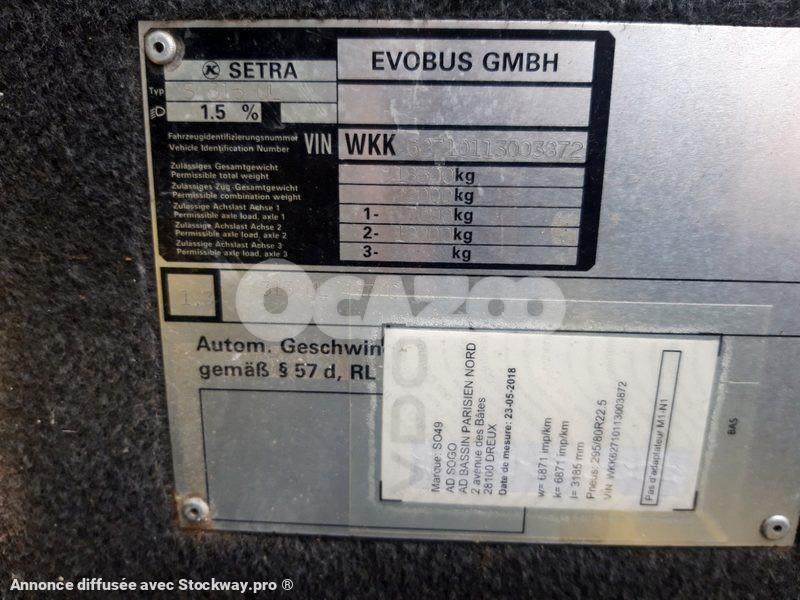 SETRA
EVOBUS GMBH
Typ
1.5 %
Fahrzeugidentifizierungsnummer
Vehicle Identification Number
VIN WKK 62710113003872
Zulässiges Gesamtgewicht
Permissible total weight
kg
Zulässiges Zug-Gesamtgewicht
Permissible combination weight
kg
Zulässige Achslast Achse 1
Permissible axle load, axle 1
1- kg
Zulässige Achslast Achse 2
Permissible axle load, axle 2
2- kg
Zulässige Achslast Achse 3
Permissible axle load, axle 3
3- kg
OCAZOO
Autom. Geschwin
gemäß § 57 d, RL
VDO
Marque: SO49
AD SOGO
AD BASSIN PARISIEN NORD
2 avenue des Bâtes
28100 DREUX
Date de mesure: 23-05-2018
w= 6871 imp/km
k= 6871 imp/km
l= 3185 mm
Pneus: 295/80R22.5
VIN :WKK62710113003872
Pas d'adaptateur M1-N1
BAS
Annonce diffusée avec Stockway.pro ®